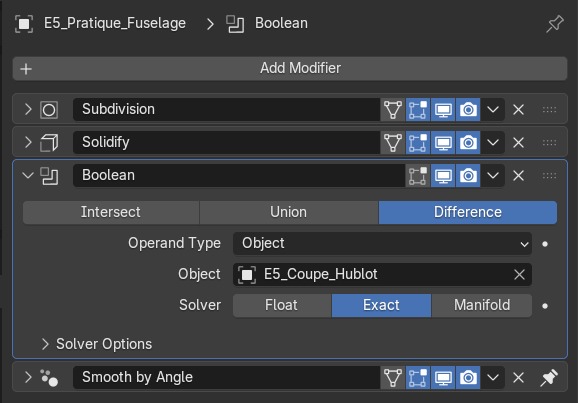 E5_Pratique_Fuselage > Boolean
+ Add Modifier
Subdivision
Solidify
Boolean
Intersect Union Difference
Operand Type Object
Object E5_Coupe_Hublot
Solver Float Exact Manifold
Solver Options
Smooth by Angle